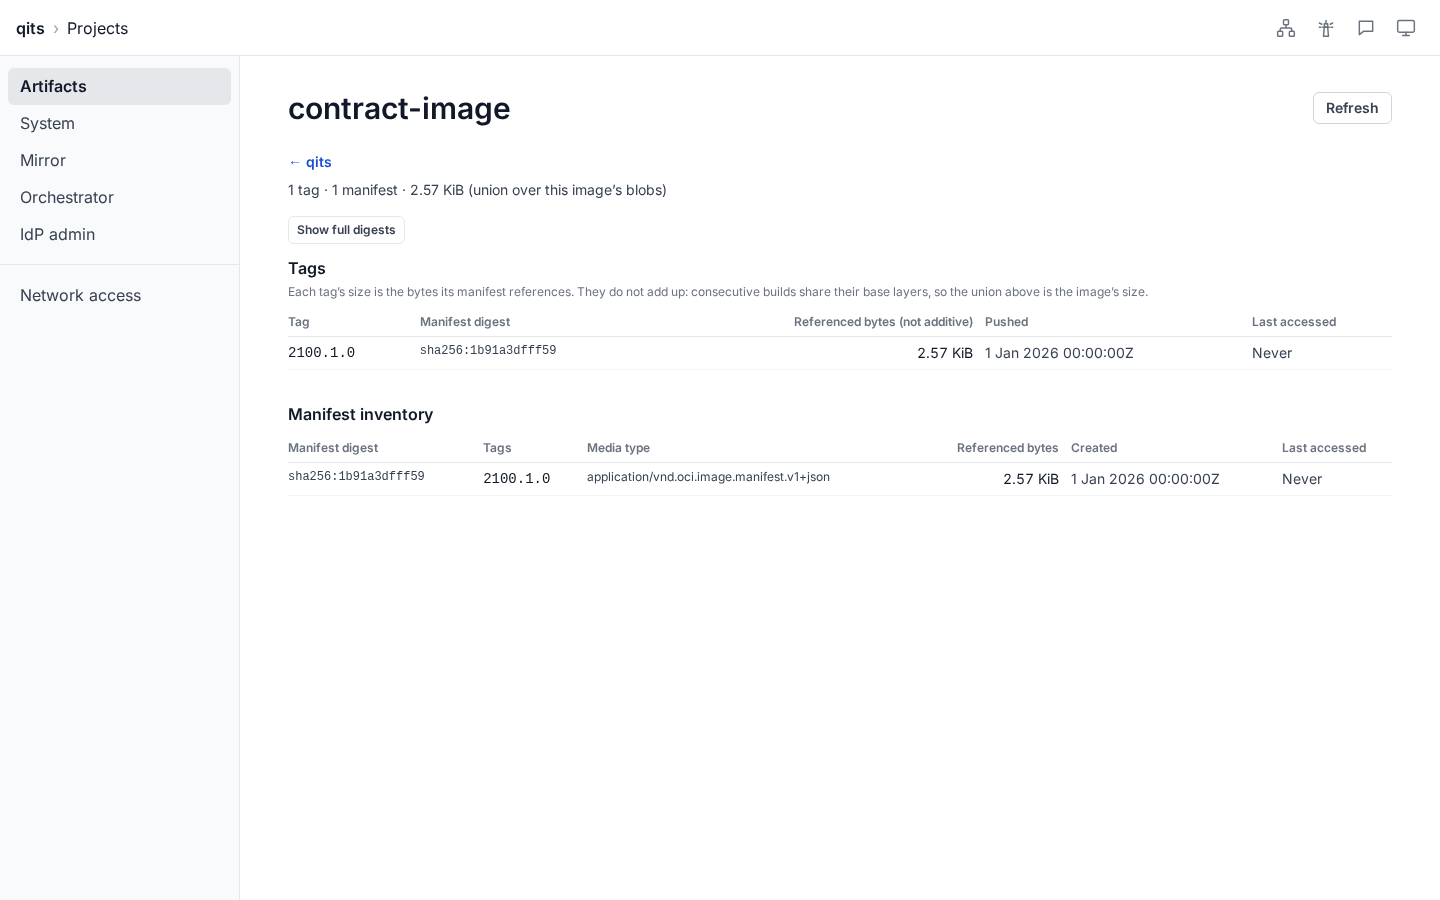 qits › Projects
Artifacts
System
Mirror
Orchestrator
IdP admin
Network access
contract-image
Refresh
← qits
1 tag · 1 manifest · 2.57 KiB (union over this image’s blobs)
Show full digests
Tags
Each tag’s size is the bytes its manifest references. They do not add up: consecutive builds share their base layers, so the union above is the image’s size.
Tag Manifest digest Referenced bytes (not additive) Pushed Last accessed
2100.1.0 sha256:1b91a3dfff59 2.57 KiB 1 Jan 2026 00:00:00Z Never
Manifest inventory
Manifest digest Tags Media type Referenced bytes Created Last accessed
sha256:1b91a3dfff59 2100.1.0 application/vnd.oci.image.manifest.v1+json 2.57 KiB 1 Jan 2026 00:00:00Z Never